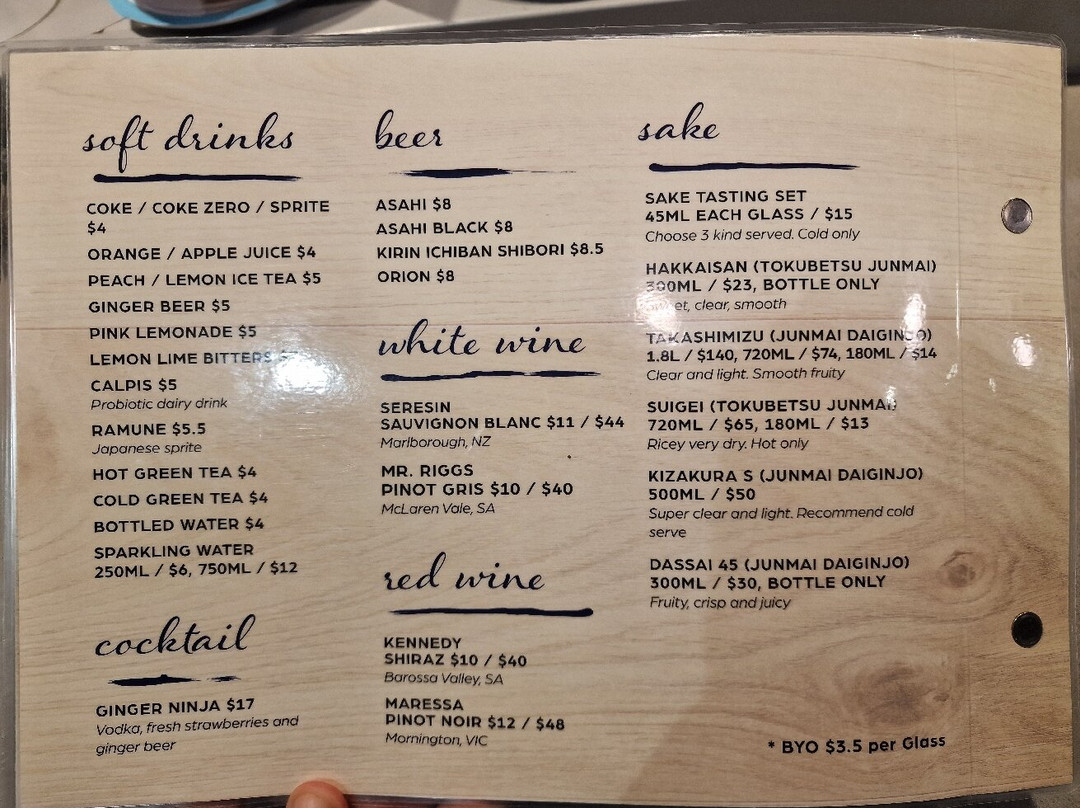 soft drinks
COKE / COKE ZERO / SPRITE
$4
ORANGE / APPLE JUICE $4
PEACH / LEMON ICE TEA $5
GINGER BEER $5
PINK LEMONADE $5
LEMON LIME BITTERS
CALPIS $5
Probiotic dairy drink
RAMUNE $5.5
Japanese sprite
HOT GREEN TEA $4
COLD GREEN TEA $4
BOTTLED WATER $4
SPARKLING WATER
250ML / $6, 750ML / $12
cocktail
GINGER NINJA $17
Vodka, fresh strawberries and
ginger beer
beer
ASAHI $8
ASAHI BLACK $8
KIRIN ICHIBAN SHIBORI $8.5
ORION $8
white wine
SERESIN
SAUVIGNON BLANC $11 / $44
Marlborough, NZ
MR. RIGGS
PINOT GRIS $10 / $40
McLaren Vale, SA
red wine
KENNEDY
SHIRAZ $10 / $40
Barossa Valley, SA
MARESSA
PINOT NOIR $12 / $48
Mornington, VIC
sake
SAKE TASTING SET
45ML EACH GLASS / $15
Choose 3 kind served. Cold only
HAKKAISAN (TOKUBETSU JUNMAI)
300ML / $23, BOTTLE ONLY
clear, smooth
TAKASHIMIZU (JUNMAI DAIGINJO)
1.8L / $140, 720ML / $74, 180ML / $14
Clear and light. Smooth fruity
SUIGEI (TOKUBETSU JUNMAI)
720ML / $65, 180ML / $13
Ricey very dry. Hot only
KIZAKURA S (JUNMAI DAIGINJO)
500ML / $50
Super clear and light. Recommend cold
serve
DASSAI 45 (JUNMAI DAIGINJO)
300ML / $30, BOTTLE ONLY
Fruity, crisp and juicy
* BYO $3.5 per Glass